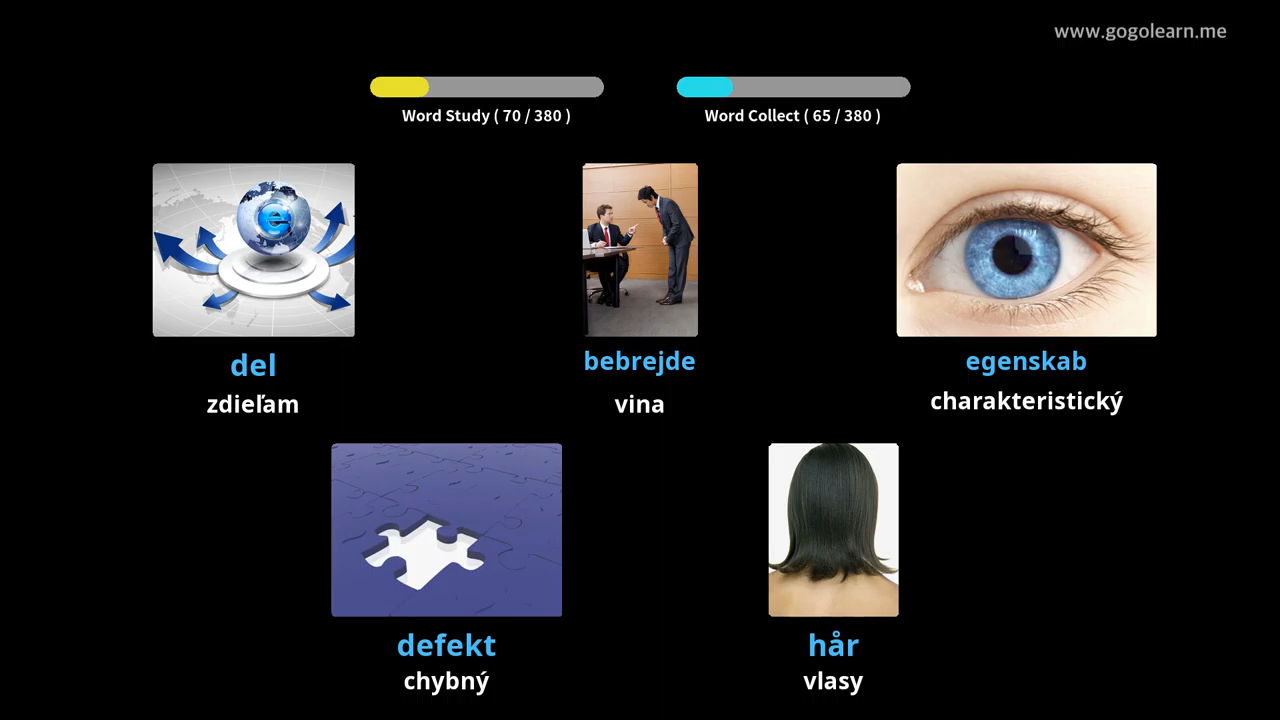 www.gogolearn.me
Word Study ( 70 / 380 )
Word Collect ( 65 / 380 )
e
del
bebrejde
egenskab
zdieľam
vina
charakteristický
defekt
hår
chybný
vlasy